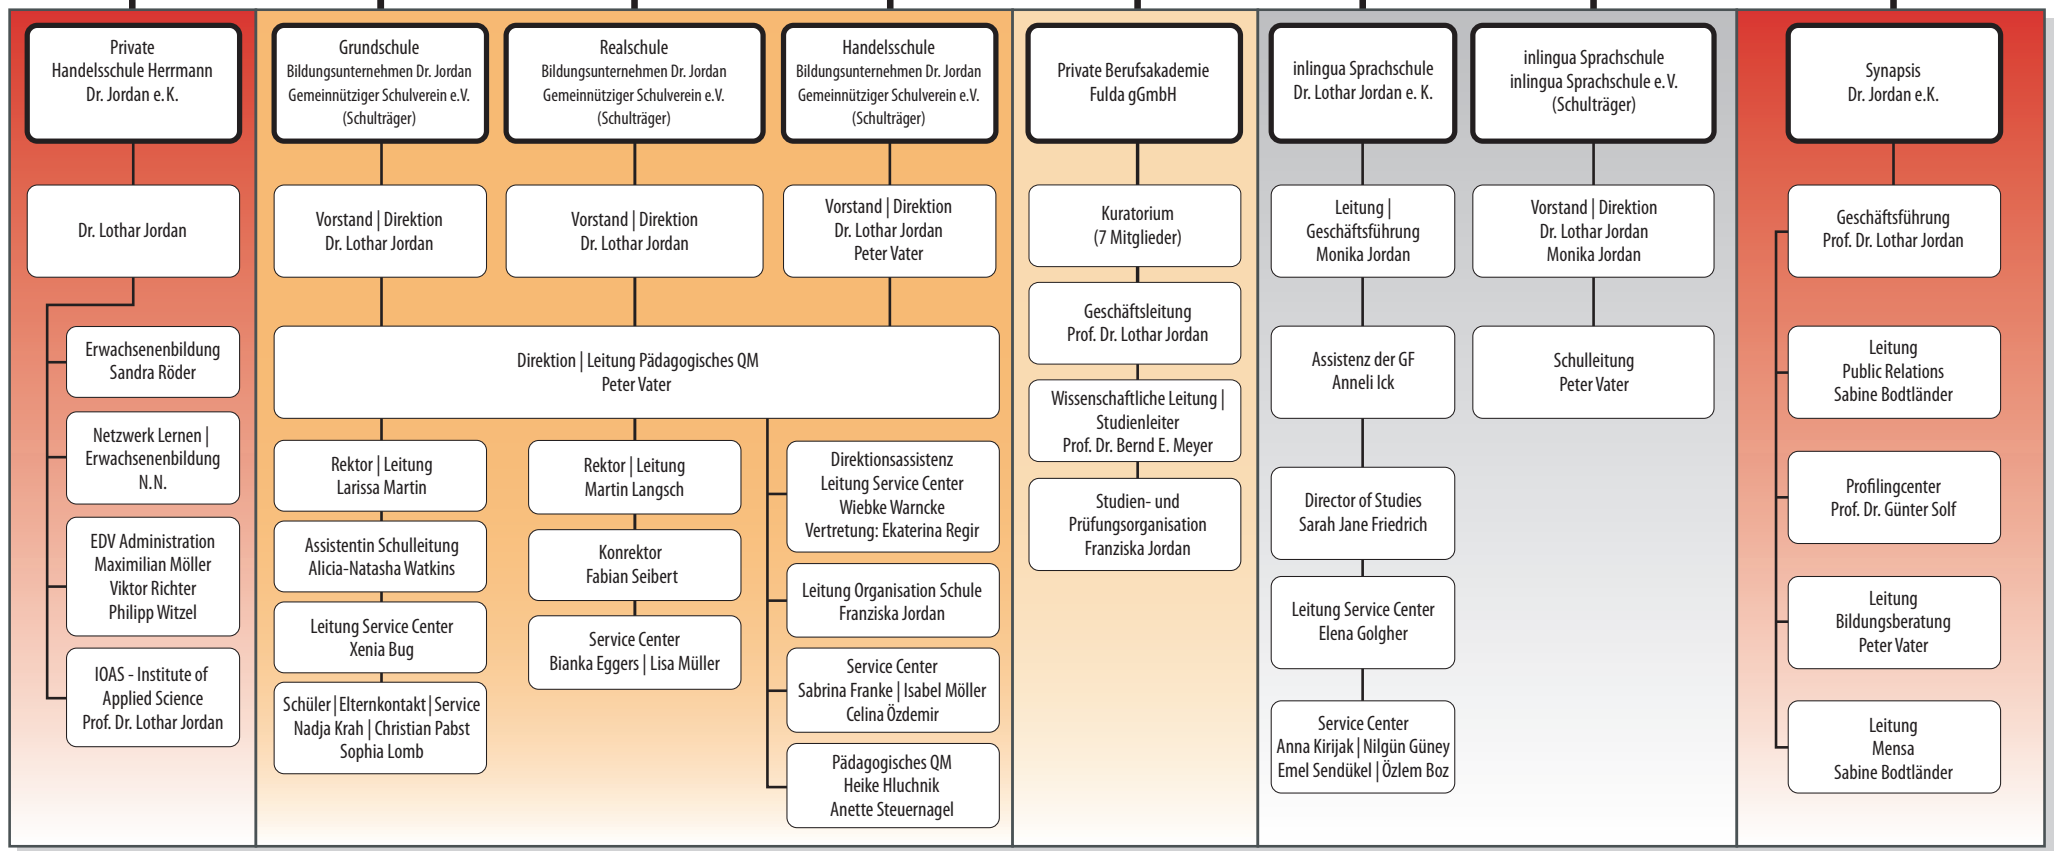 Private
Handelsschule Herrmann
Dr. Jordan e.K.
Dr. Lothar Jordan
Erwachsenenbildung
Sandra Röder
Netzwerk Lernen |
Erwachsenenbildung
N.N.
EDV Administration
Maximilian Möller
Viktor Richter
Philipp Witzel
IOAS - Institute of
Applied Science
Prof. Dr. Lothar Jordan
Grundschule
Bildungsunternehmen Dr. Jordan
Gemeinnütziger Schulverein e.V.
(Schulträger)
Vorstand | Direktion
Dr. Lothar Jordan
Realschule
Bildungsunternehmen Dr. Jordan
Gemeinnütziger Schulverein e.V.
(Schulträger)
Vorstand | Direktion
Dr. Lothar Jordan
Handelsschule
Bildungsunternehmen Dr. Jordan
Gemeinnütziger Schulverein e.V.
(Schulträger)
Vorstand | Direktion
Dr. Lothar Jordan
Peter Vater
Direktion | Leitung Pädagogisches QM
Peter Vater
Rektor | Leitung
Larissa Martin
Assistentin Schulleitung
Alicia-Natasha Watkins
Leitung Service Center
Xenia Bug
Schüler | Elternkontakt | Service
Nadja Krah | Christian Pabst
Sophia Lomb
Rektor | Leitung
Martin Langsch
Konrektor
Fabian Seibert
Service Center
Bianka Eggers | Lisa Müller
Direktionsassistenz
Leitung Service Center
Wiebke Warncke
Vertretung: Ekaterina Regir
Leitung Organisation Schule
Franziska Jordan
Service Center
Sabrina Franke | Isabel Möller
Celina Özdemir
Pädagogisches QM
Heike Hluchnik
Anette Steuernagel
Private Berufsakademie
Fulda gGmbH
Kuratorium
(7 Mitglieder)
Geschäftsleitung
Prof. Dr. Lothar Jordan
Wissenschaftliche Leitung |
Studienleiter
Prof. Dr. Bernd E. Meyer
Studien- und
Prüfungsorganisation
Franziska Jordan
inlingua Sprachschule
Dr. Lothar Jordan e. K.
Leitung |
Geschäftsführung
Monika Jordan
Assistenz der GF
Anneli Ick
Director of Studies
Sarah Jane Friedrich
Leitung Service Center
Elena Golgher
Service Center
Anna Kirijak | Nilgün Güney
Emel Sendükel | Özlem Boz
inlingua Sprachschule
inlingua Sprachschule e.V.
(Schulträger)
Vorstand | Direktion
Dr. Lothar Jordan
Monika Jordan
Schulleitung
Peter Vater
Synapsis
Dr. Jordan e.K.
Geschäftsführung
Prof. Dr. Lothar Jordan
Leitung
Public Relations
Sabine Bodtländer
Profilingcenter
Prof. Dr. Günter Solf
Leitung
Bildungsberatung
Peter Vater
Leitung
Mensa
Sabine Bodtländer